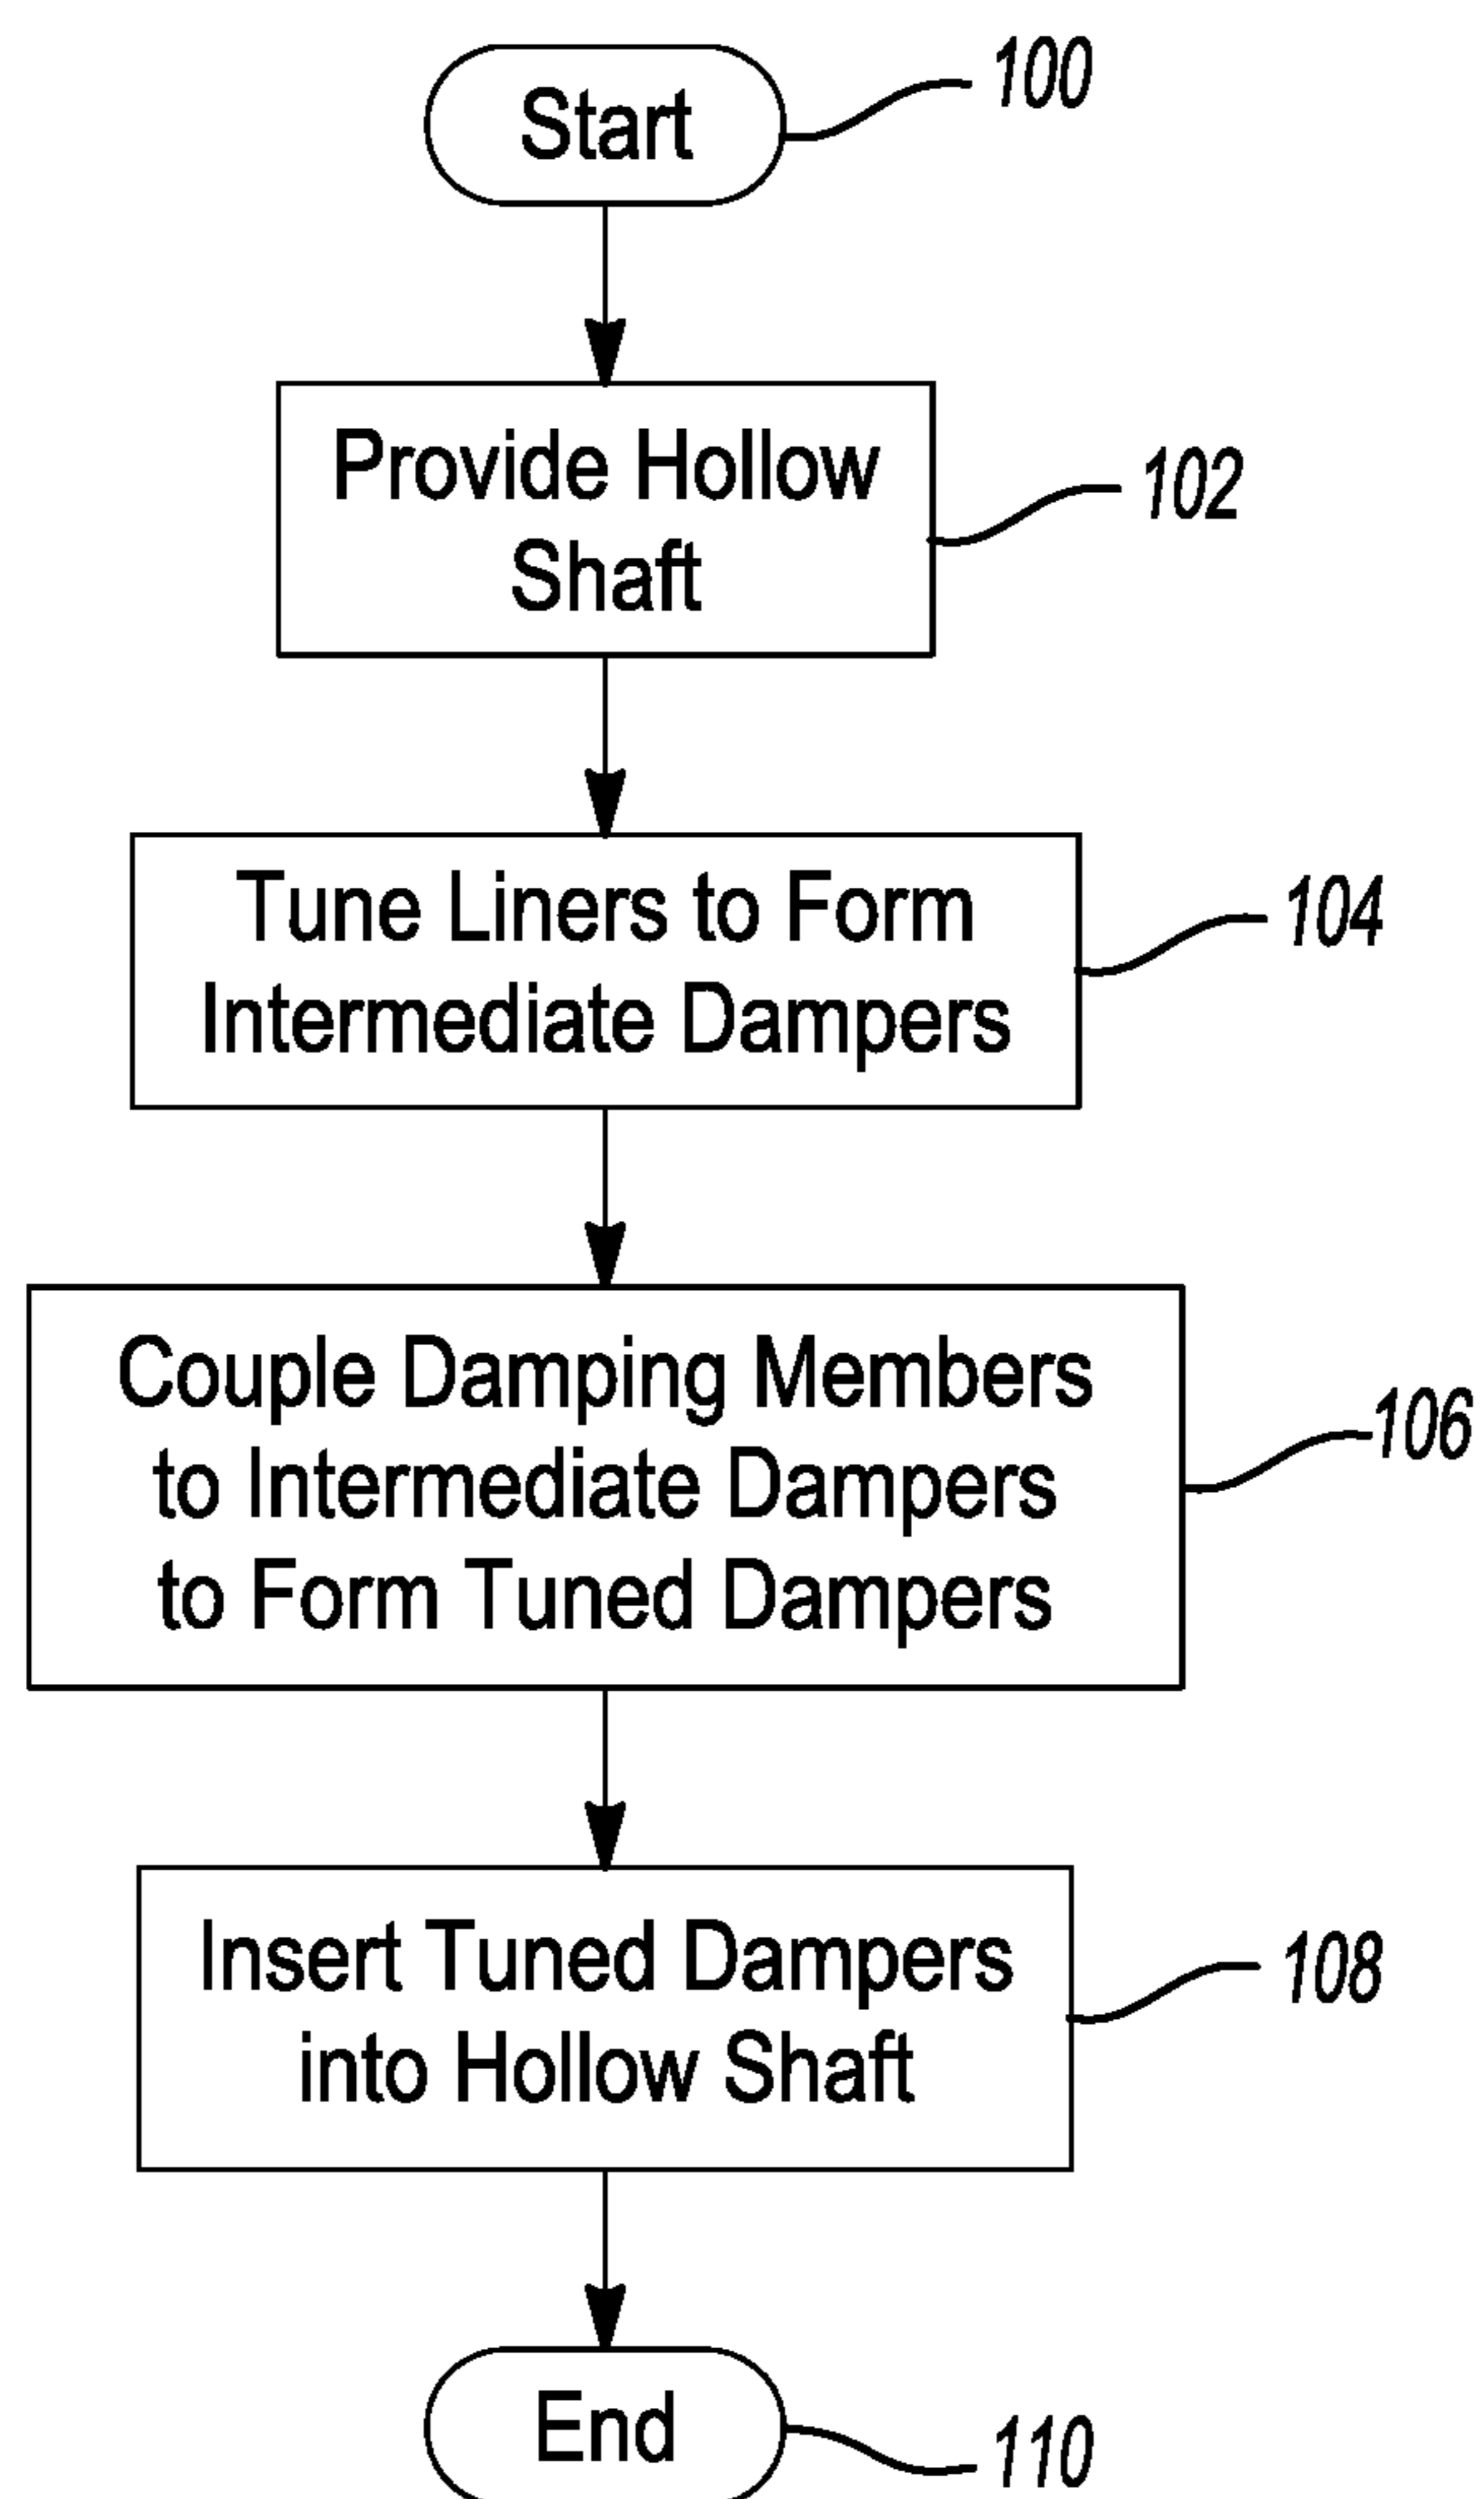 Start
100
Provide Hollow
Shaft
102
Tune Liners to Form
Intermediate Dampers
104
Couple Damping Members
to Intermediate Dampers
to Form Tuned Dampers
106
Insert Tuned Dampers
into Hollow Shaft
108
End
110